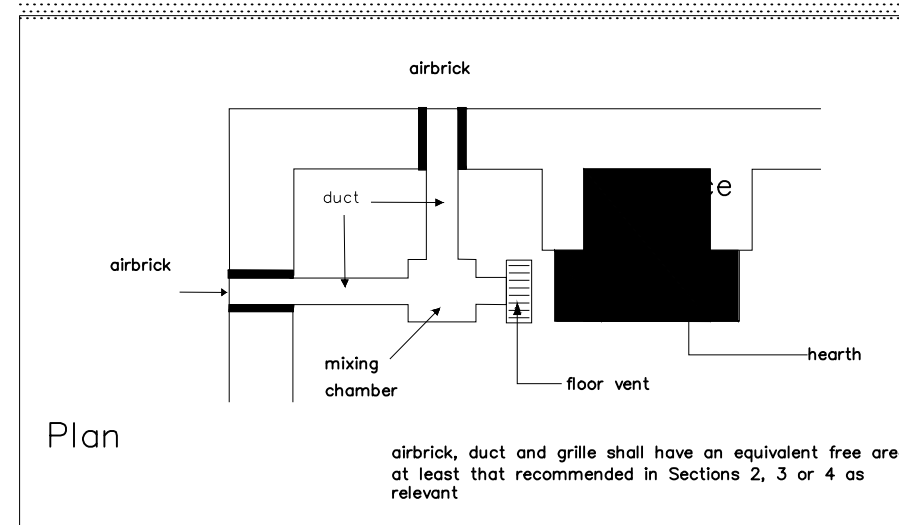 airbrick
duct
airbrick
mixing
chamber
floor vent
hearth
Plan
airbrick, duct and grille shall have an equivalent free
at least that recommended in Sections 2, 3 or 4 as
relevant